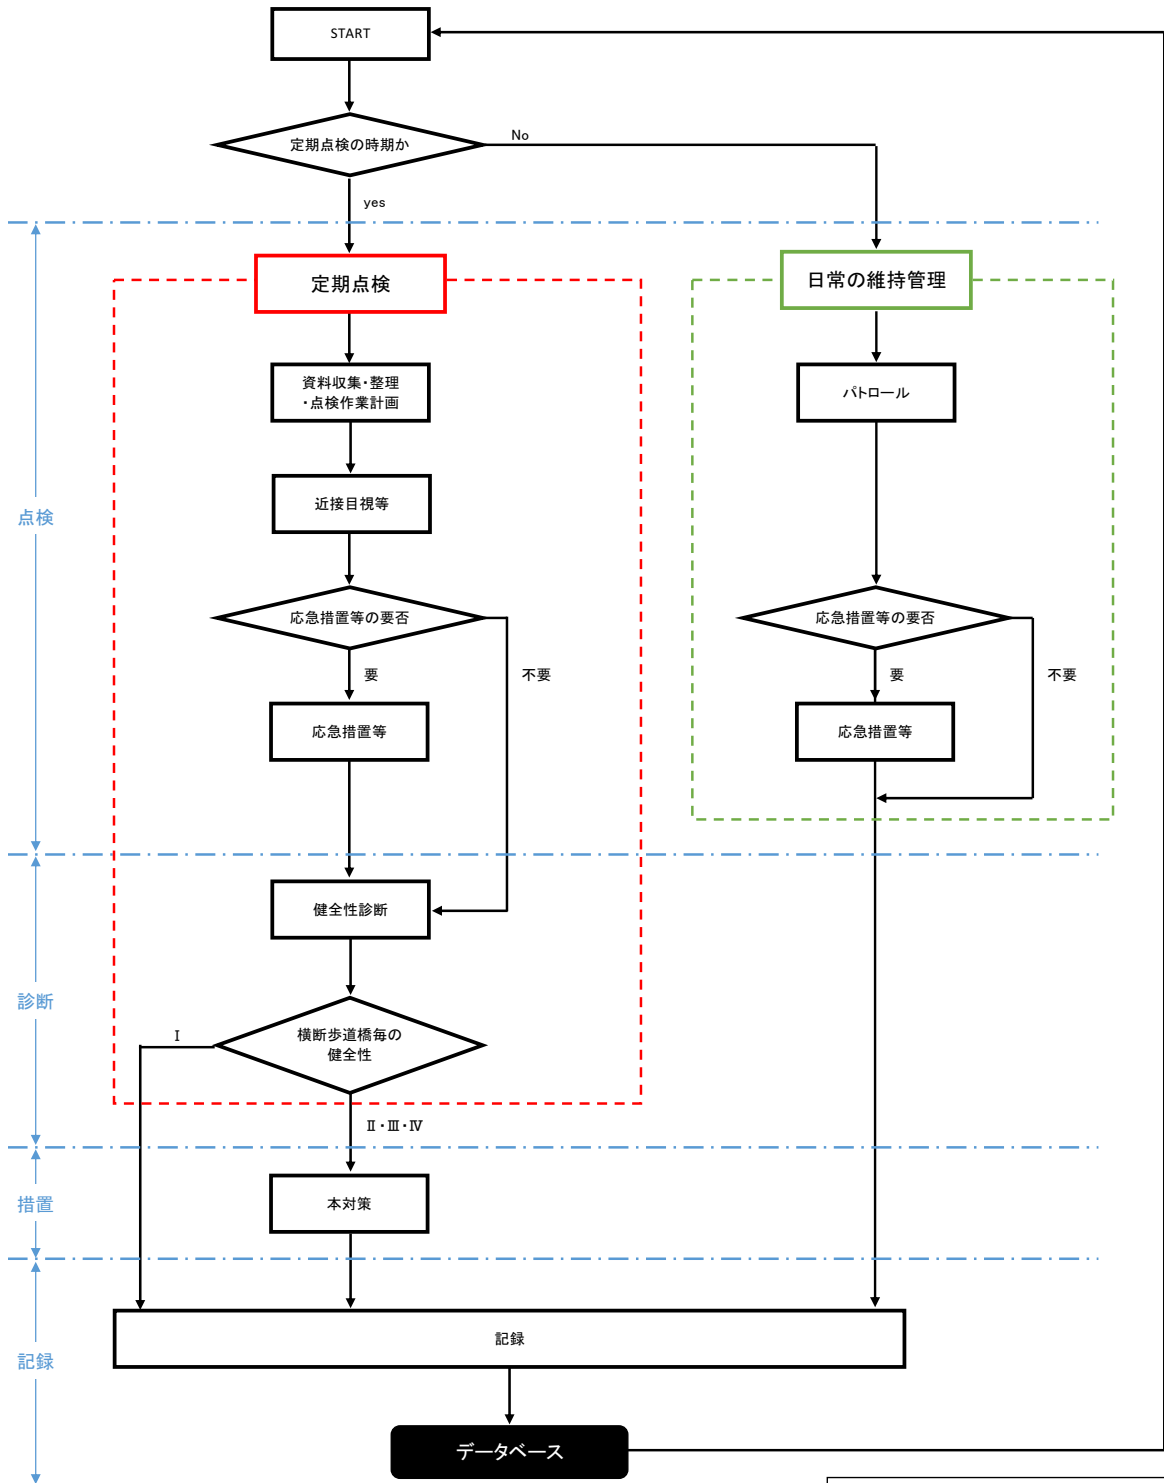 START
定期点検の時期か
No
yes
定期点検
日常の維持管理
資料収集・整理
・点検作業計画
パトロール
近接目視等
点検
応急措置等の要否
応急措置等の要否
要
不要
要
不要
応急措置等
応急措置等
健全性診断
診断
横断歩道橋毎の
健全性
Ⅰ
Ⅱ・Ⅲ・Ⅳ
措置
本対策
記録
記録
データベース